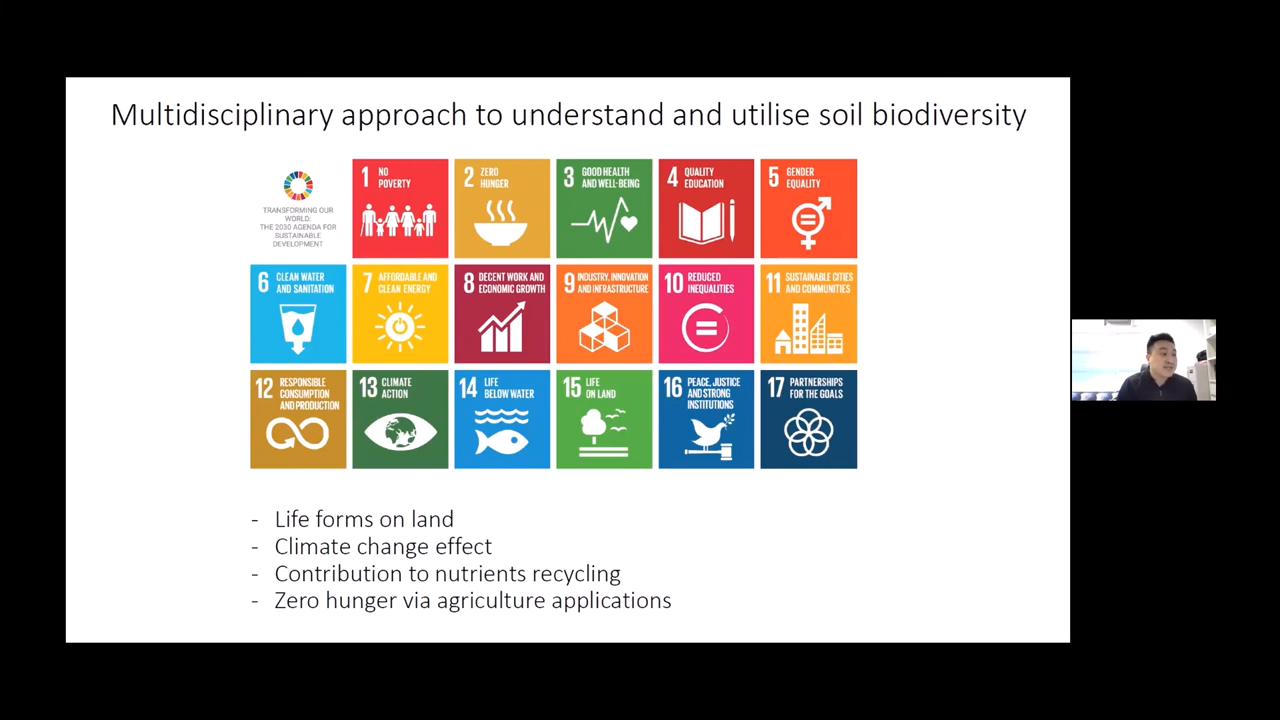 Multidisciplinary approach to understand and utilise soil biodiversity
TRANSFORMING OUR
WORLD:
THE 2030 AGENDA FOR
SUSTAINABLE
DEVELOPMENT
1 NO
POVERTY
2 ZERO
HUNGER
3 GOOD HEALTH
AND WELL-BEING
4 QUALITY
EDUCATION
5 GENDER
EQUALITY
6 CLEAN WATER
AND SANITATION
7 AFFORDABLE AND
CLEAN ENERGY
8 DECENT WORK AND
ECONOMIC GROWTH
9 INDUSTRY, INNOVATION
AND INFRASTRUCTURE
10 REDUCED
INEQUALITIES
11 SUSTAINABLE CITIES
AND COMMUNITIES
12 RESPONSIBLE
CONSUMPTION
AND PRODUCTION
13 CLIMATE
ACTION
14 LIFE
BELOW WATER
15 LIFE
ON LAND
16 PEACE, JUSTICE
AND STRONG
INSTITUTIONS
17 PARTNERSHIPS
FOR THE GOALS
- Life forms on land
- Climate change effect
- Contribution to nutrients recycling
- Zero hunger via agriculture applications